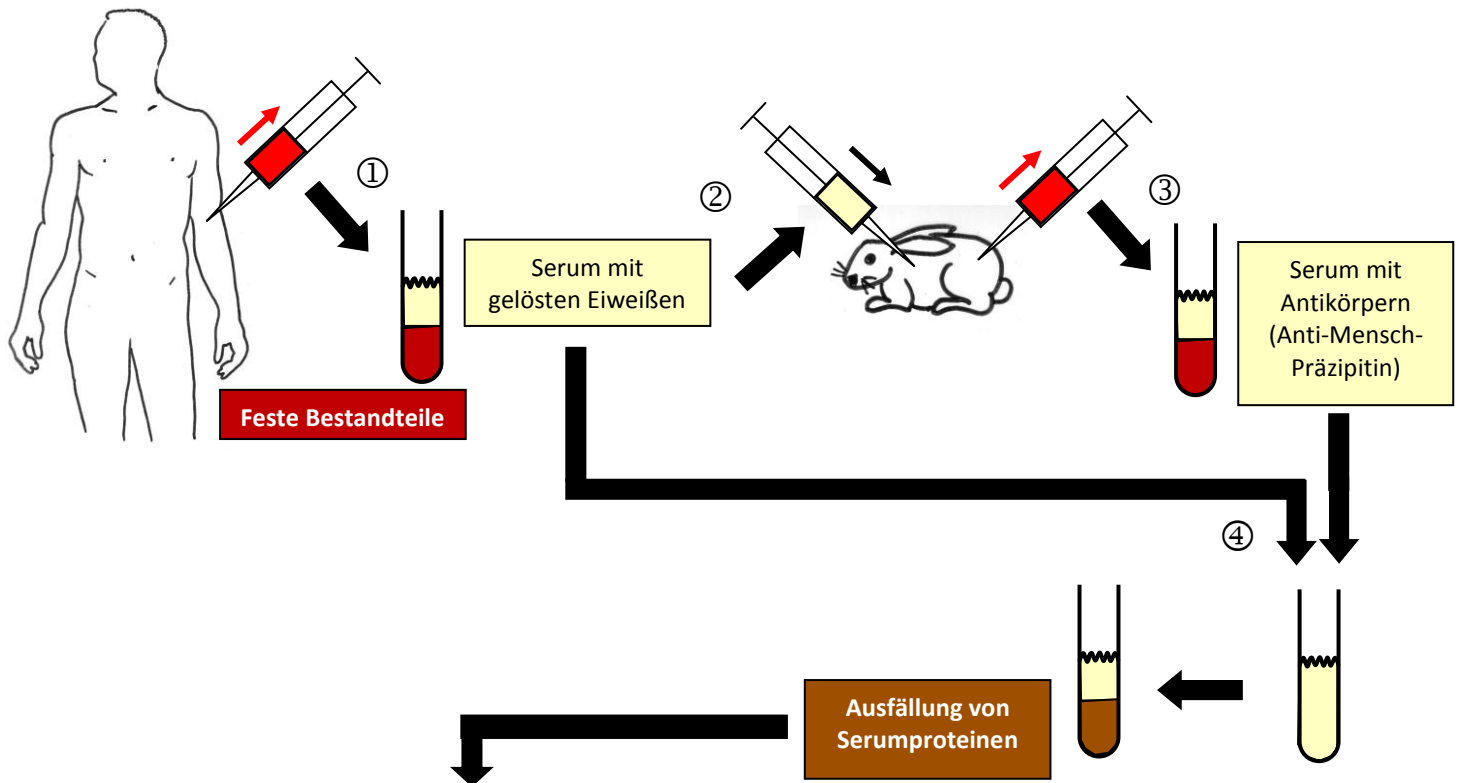 ①
②
③
Serum mit
gelösten Eiweißen
Serum mit
Antikörpern
(Anti-Mensch-
Präzipitin)
Feste Bestandteile
④
Ausfällung von
Serumproteinen